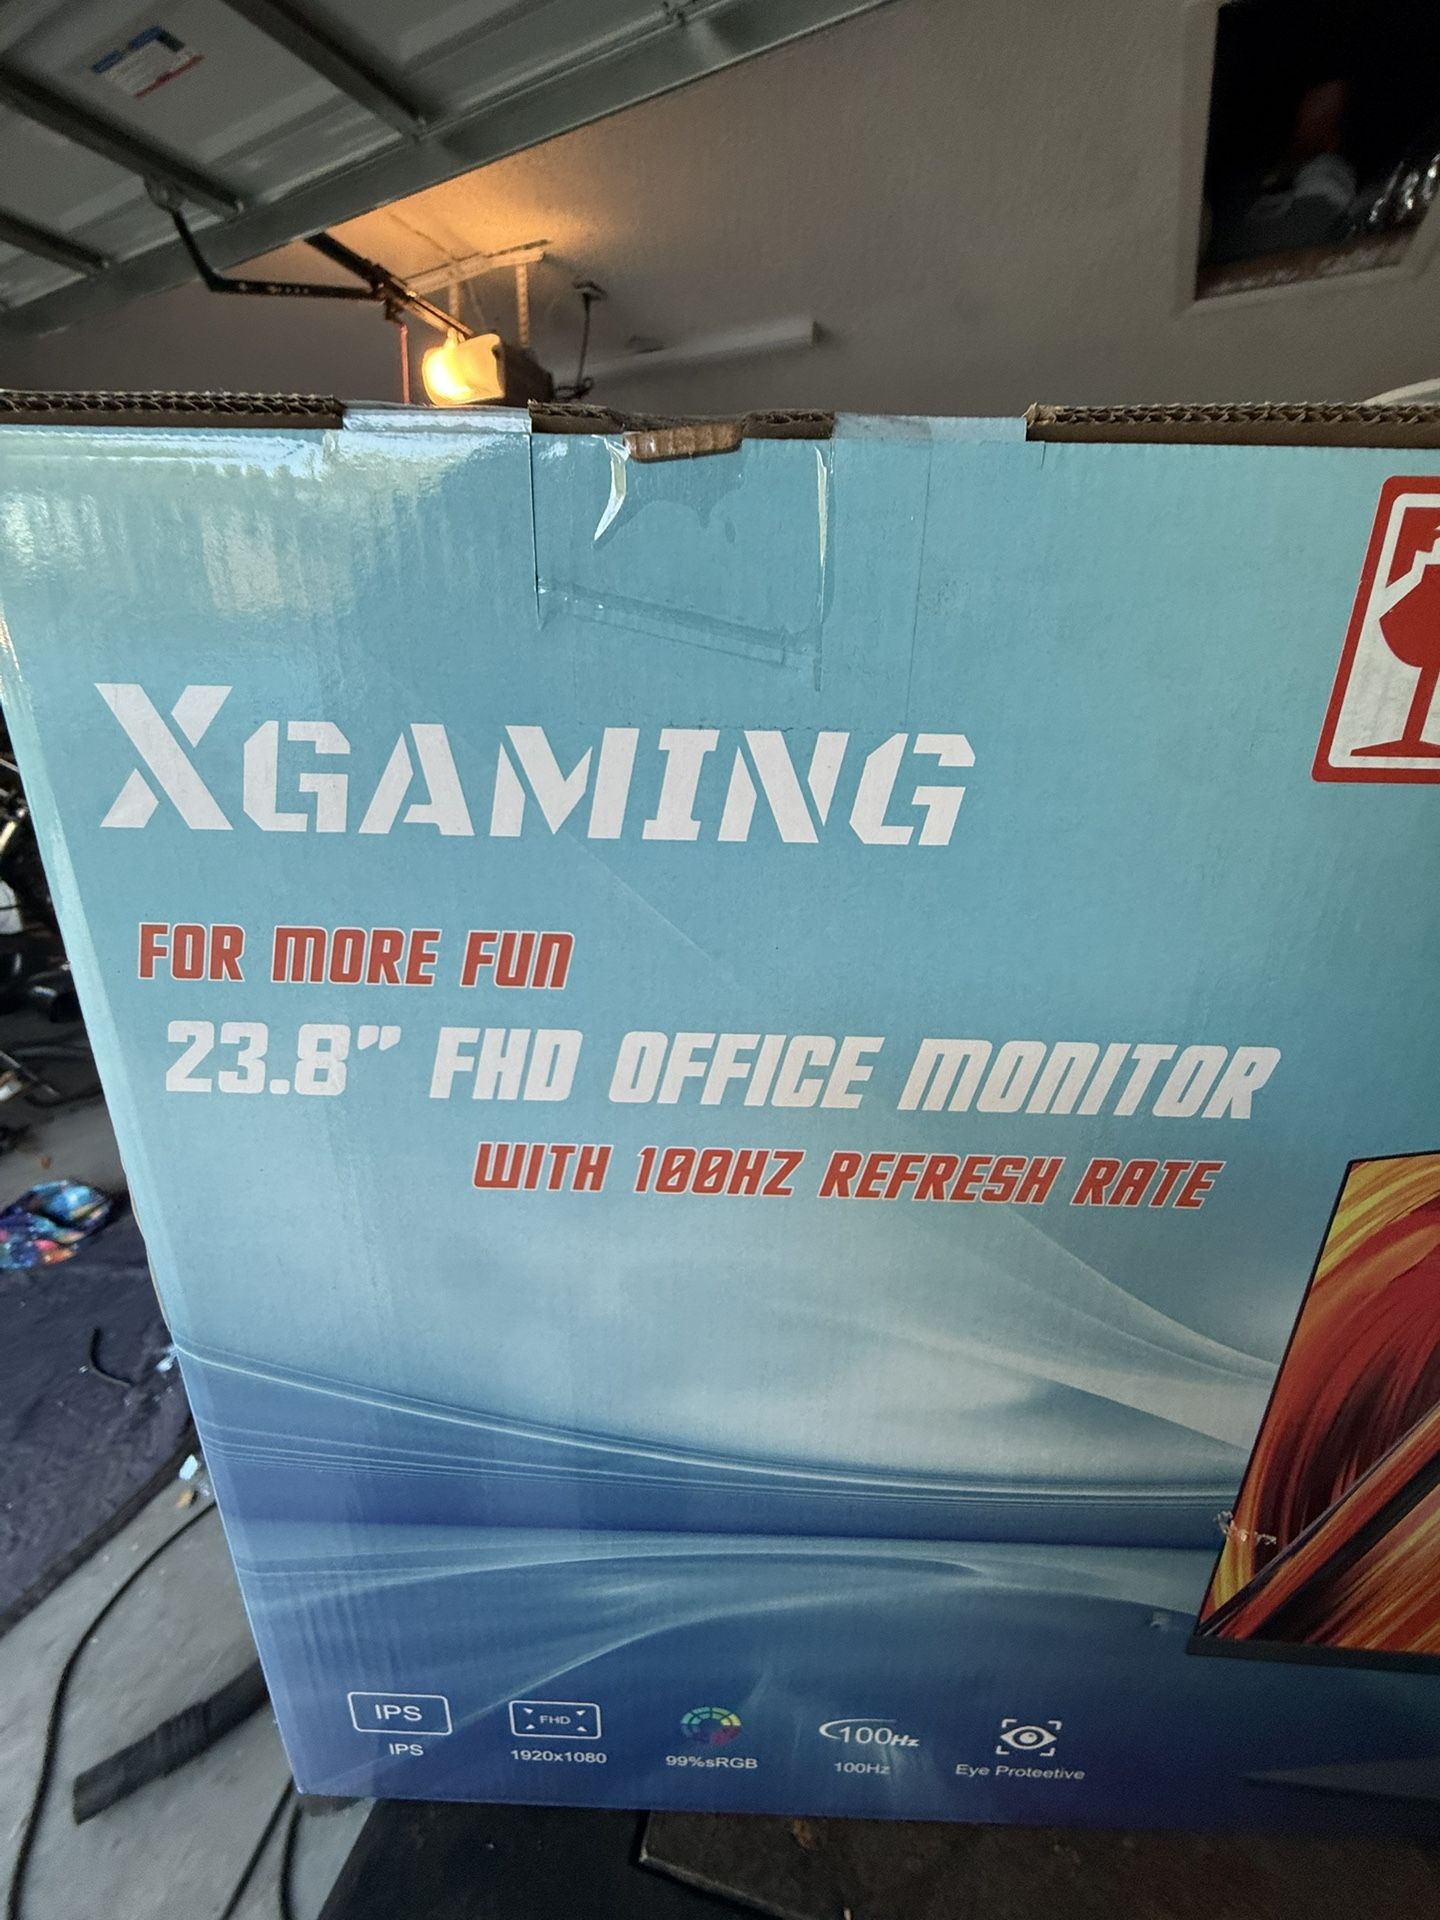 XGAMING
FOR MORE FUN
23.8” FHD OFFICE MONITOR
WITH 100HZ REFRESH RATE
IPS
FHD
100Hz
IPS
1920x1080
99%sRGB
100Hz
Eye Proteetive